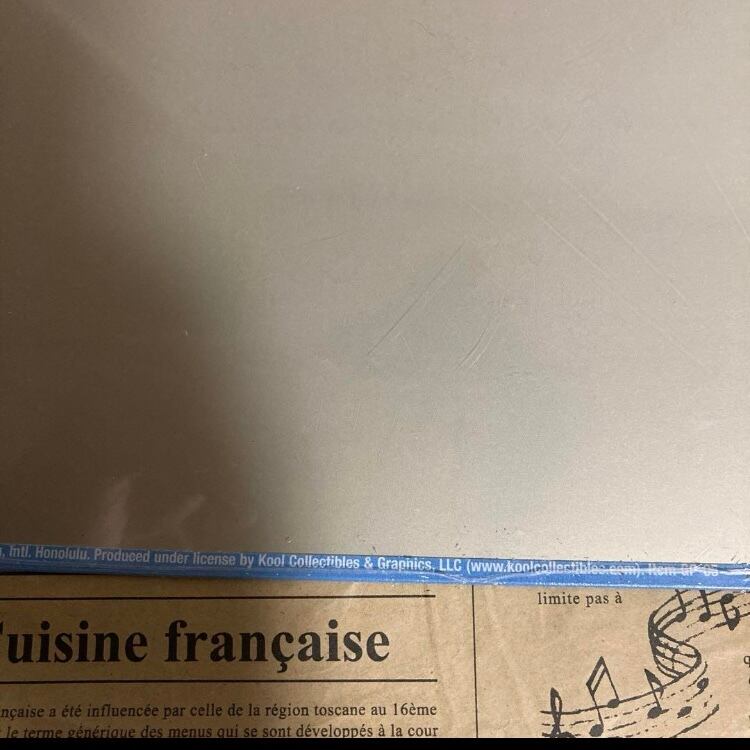 , Intl. Honolulu. Produced under license by Kool Collectibles & Graphics, LLC (www.koolcollectibles.com). Item
limite pas à
uisine française
nçaise a été influencée par celle de la région toscane au 16ème
le terme générique des menus qui se sont développés à la cour